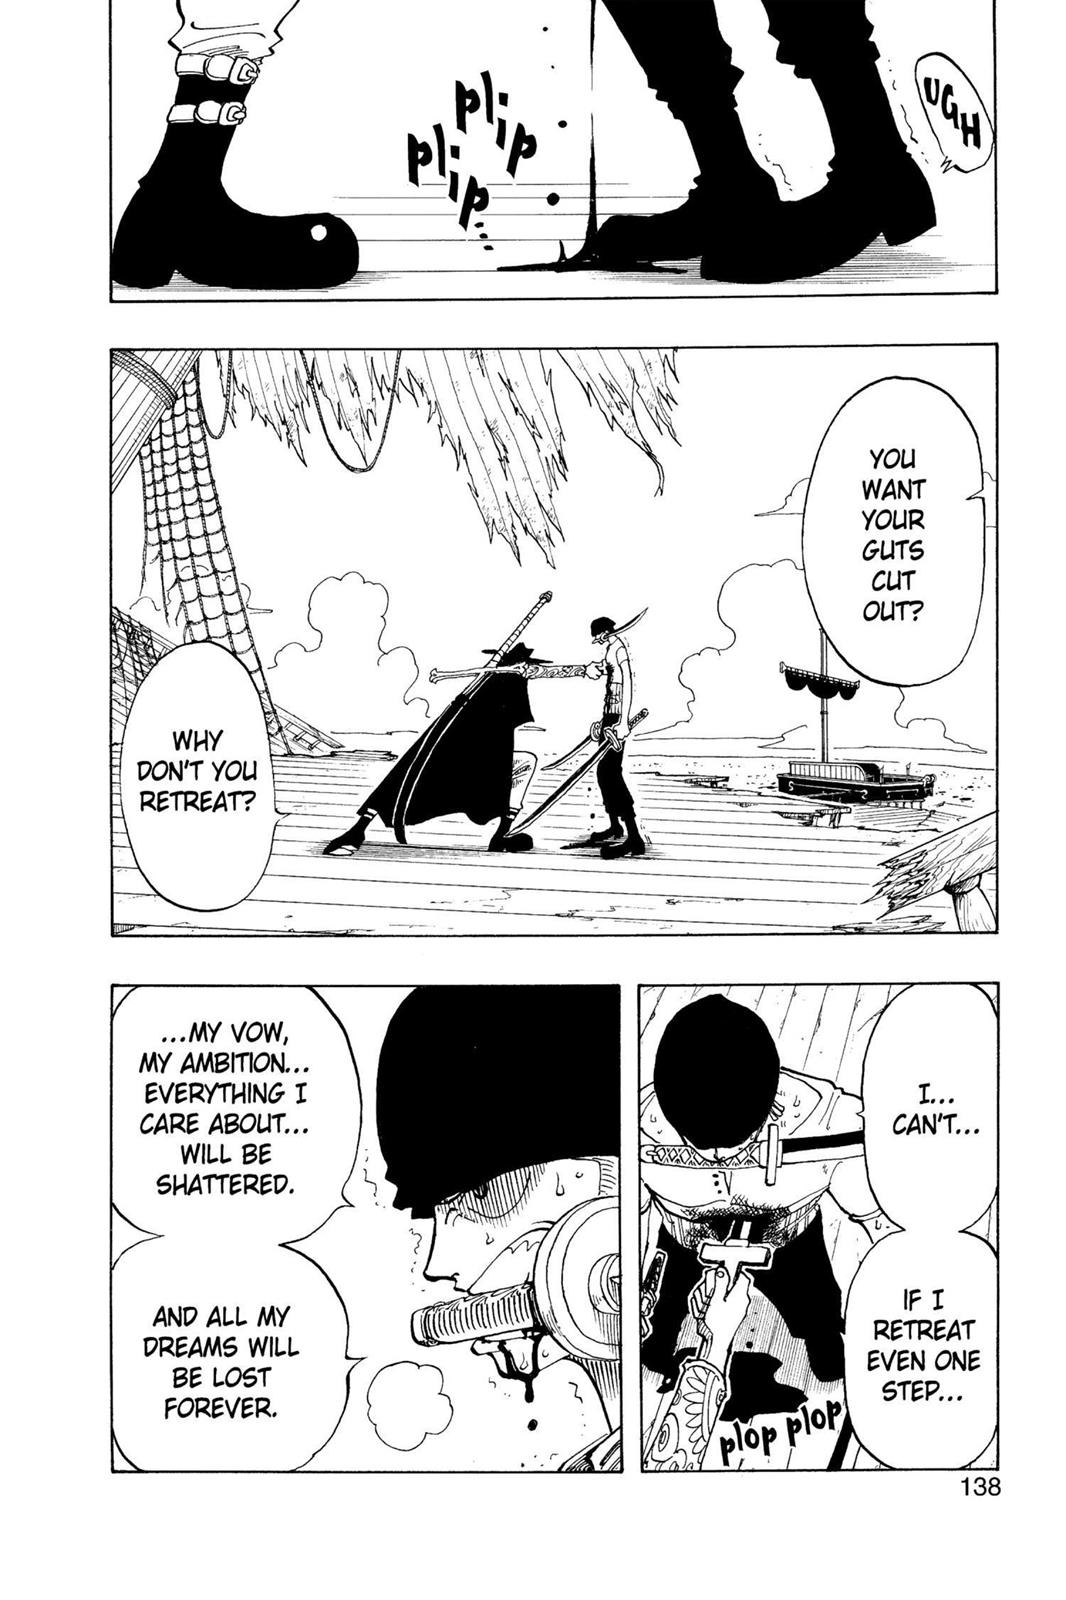 UGH
plip
plip
YOU
WANT
YOUR
GUTS
CUT
OUT?
WHY
DON'T YOU
RETREAT?
I...
CAN'T...
IF I
RETREAT
EVEN ONE
STEP...
plop plop
...MY VOW,
MY AMBITION...
EVERYTHING I
CARE ABOUT...
WILL BE
SHATTERED.
AND ALL MY
DREAMS WILL
BE LOST
FOREVER.
138